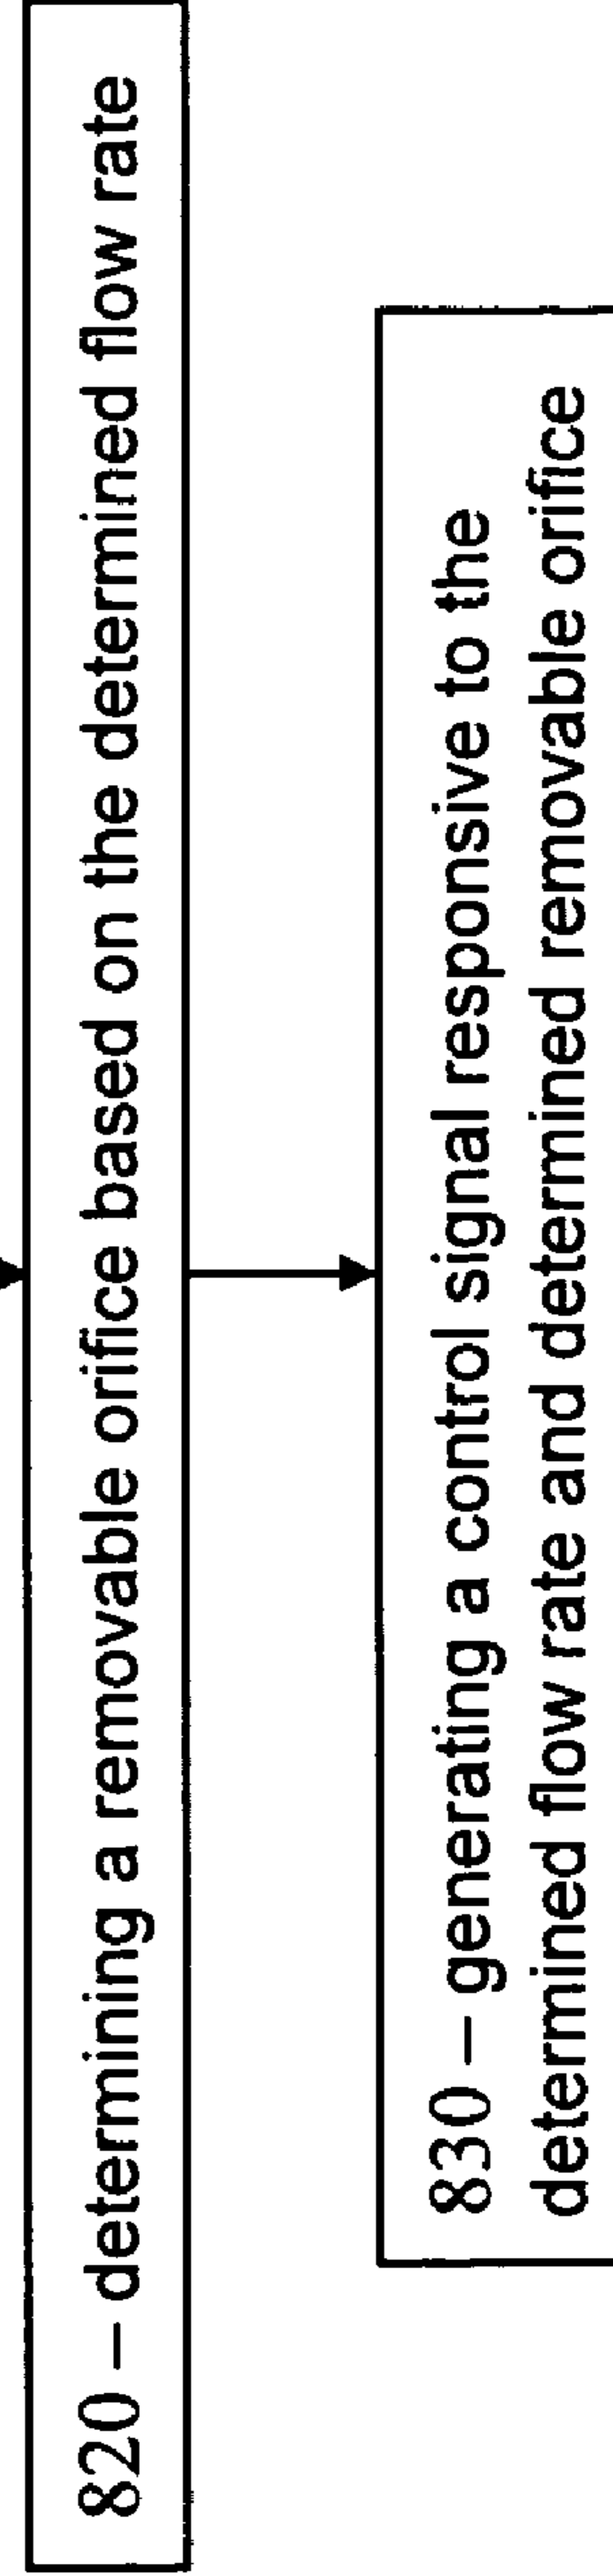 820 – determining a removable orifice based on the determined flow rate
830 – generating a control signal responsive to the
determined flow rate and determined removable orifice